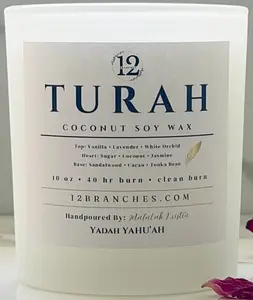 12
TURAH
COCONUT SOY WAX
Top: Vanilla • Lavender • White Orchid
Heart: Sugar • Coconut • Jasmine
Base: Sandalwood • Cacao • Tonka Bean
10 oz • 40 hr burn • clean burn
12BRANCHES.COM
Handpoured By:
YADAH YAHU'AH